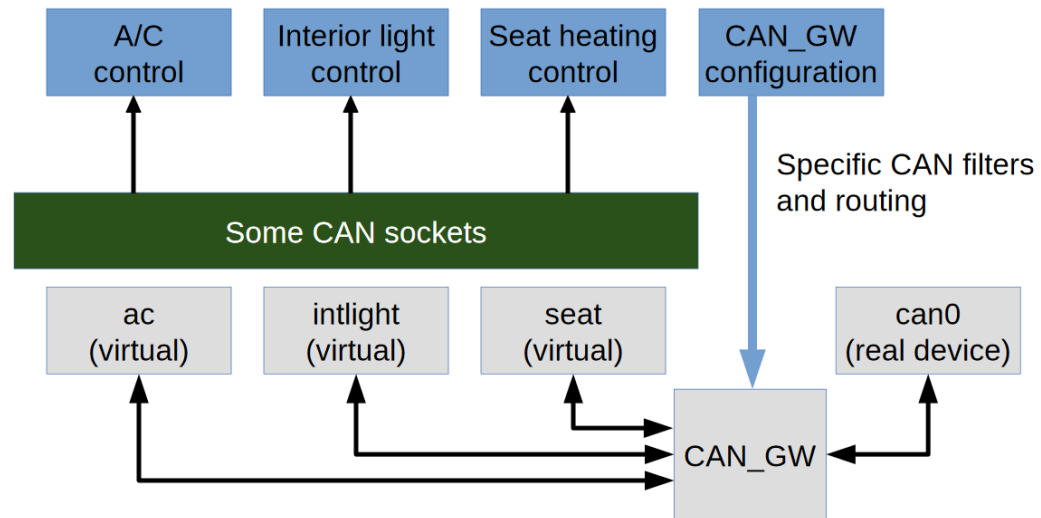 A/C
control
Interior light
control
Seat heating
control
CAN_GW
configuration
Specific CAN filters
and routing
Some CAN sockets
ac
(virtual)
intlight
(virtual)
seat
(virtual)
can0
(real device)
CAN_GW